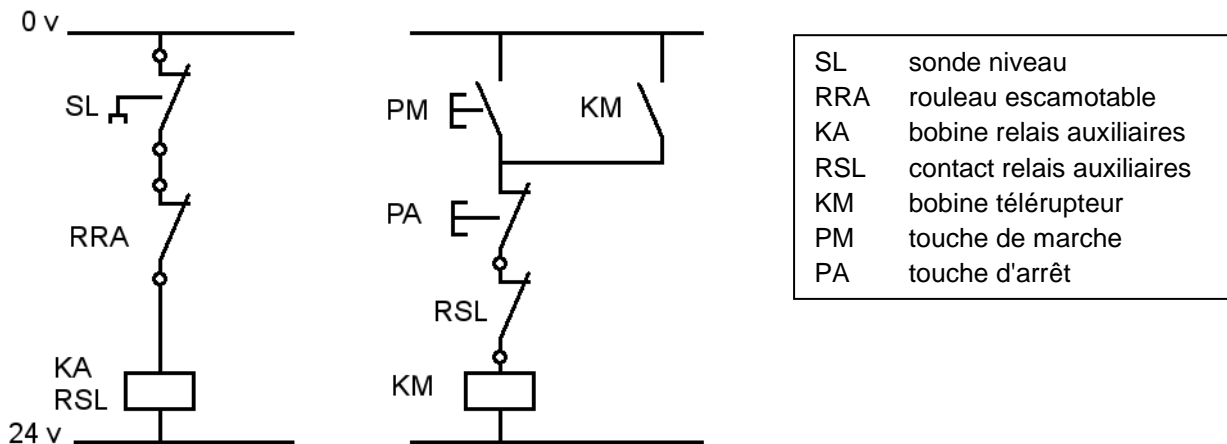 0 v
SL
RRA
KA
RSL
24 v
PM
KM
PA
RSL
KM
SL sonde niveau
RRA rouleau escamotable
KA bobine relais auxiliaires
RSL contact relais auxiliaires
KM bobine télérupteur
PM touche de marche
PA touche d'arrêt